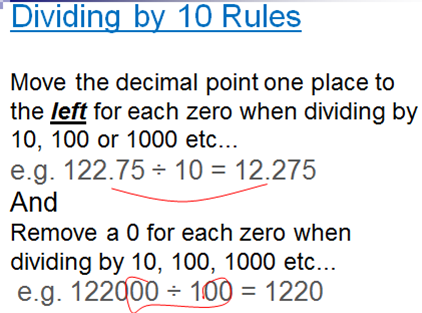 Dividing by 10 Rules
Move the decimal point one place to
the left for each zero when dividing by
10, 100 or 1000 etc...
e.g. 122.75 ÷ 10 = 12.275
And
Remove a 0 for each zero when
dividing by 10, 100, 1000 etc...
e.g. 122000 ÷ 100 = 1220